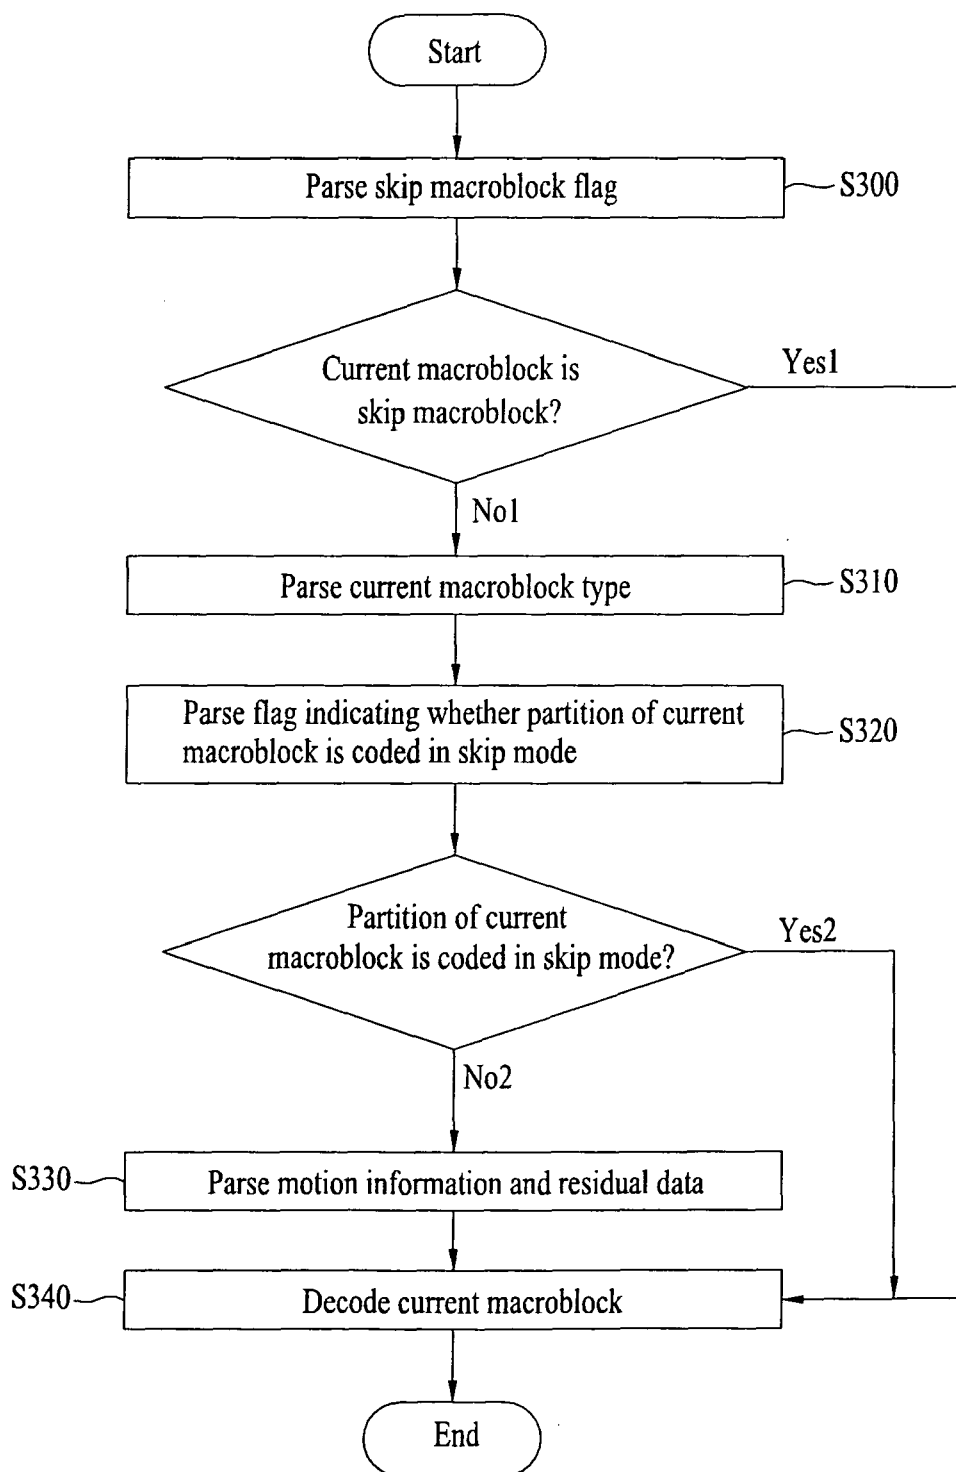 Start
Parse skip macroblock flag
S300
Current macroblock is
skip macroblock?
Yes1
No1
Parse current macroblock type
S310
Parse flag indicating whether partition of current
macroblock is coded in skip mode
S320
Partition of current
macroblock is coded in skip mode?
Yes2
No2
S330
Parse motion information and residual data
S340
Decode current macroblock
End